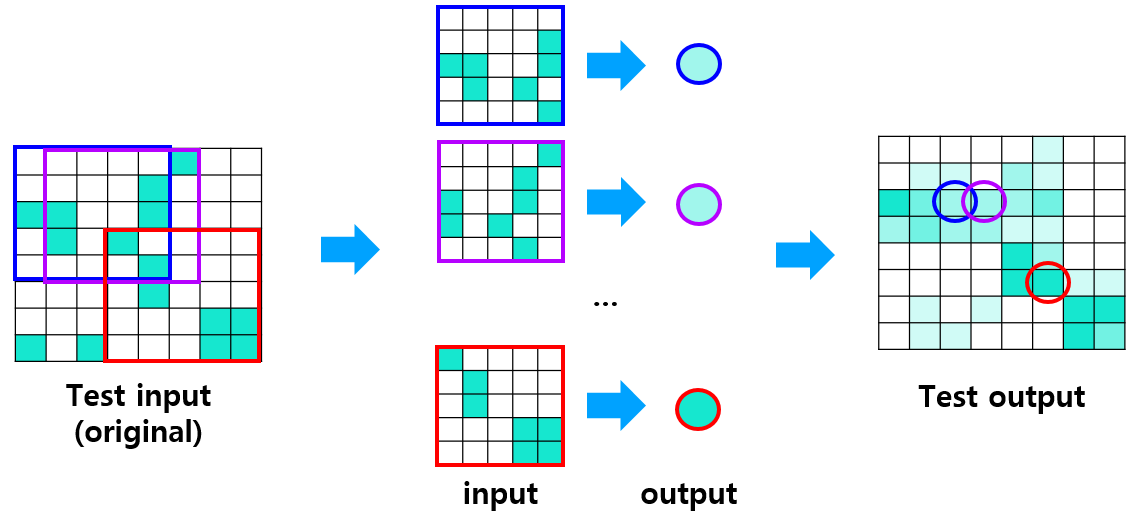 Test input
(original)
...
input
output
Test output